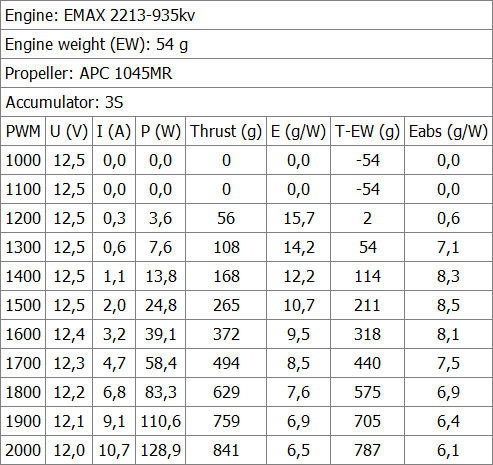 Engine: EMAX 2213-935kv
Engine weight (EW): 54 g
Propeller: APC 1045MR
Accumulator: 3S
PWM U (V) I (A) P (W) Thrust (g) E (g/W) T-EW (g) Eabs (g/W)
1000 12,5 0,0 0,0 0 0,0 -54 0,0
1100 12,5 0,0 0,0 0 0,0 -54 0,0
1200 12,5 0,3 3,6 56 15,7 2 0,6
1300 12,5 0,6 7,6 108 14,2 54 7,1
1400 12,5 1,1 13,8 168 12,2 114 8,3
1500 12,5 2,0 24,8 265 10,7 211 8,5
1600 12,4 3,2 39,1 372 9,5 318 8,1
1700 12,3 4,7 58,4 494 8,5 440 7,5
1800 12,2 6,8 83,3 629 7,6 575 6,9
1900 12,1 9,1 110,6 759 6,9 705 6,4
2000 12,0 10,7 128,9 841 6,5 787 6,1